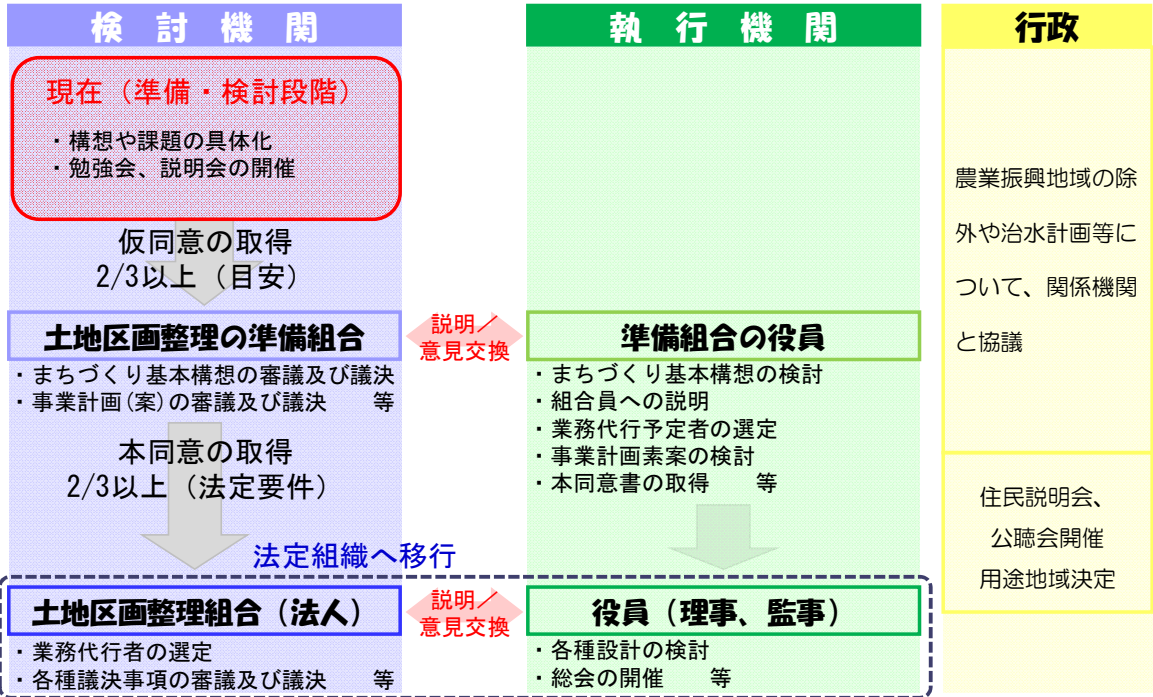 検討機関
現在（準備・検討段階）
・構想や課題の具体化
・勉強会、説明会の開催
仮同意の取得
2/3以上（目安）
土地区画整理の準備組合
・まちづくり基本構想の審議及び議決
・事業計画(案)の審議及び議決　等
本同意の取得
2/3以上（法定要件）
法定組織へ移行
土地区画整理組合（法人）
・業務代行者の選定
・各種議決事項の審議及び議決　等
説明／
意見交換
説明／
意見交換
執行機関
準備組合の役員
・まちづくり基本構想の検討
・組合員への説明
・業務代行予定者の選定
・事業計画素案の検討
・本同意書の取得　等
役員（理事、監事）
・各種設計の検討
・総会の開催　等
行政
農業振興地域の除
外や治水計画等に
ついて、関係機関
と協議
住民説明会、
公聴会開催
用途地域決定